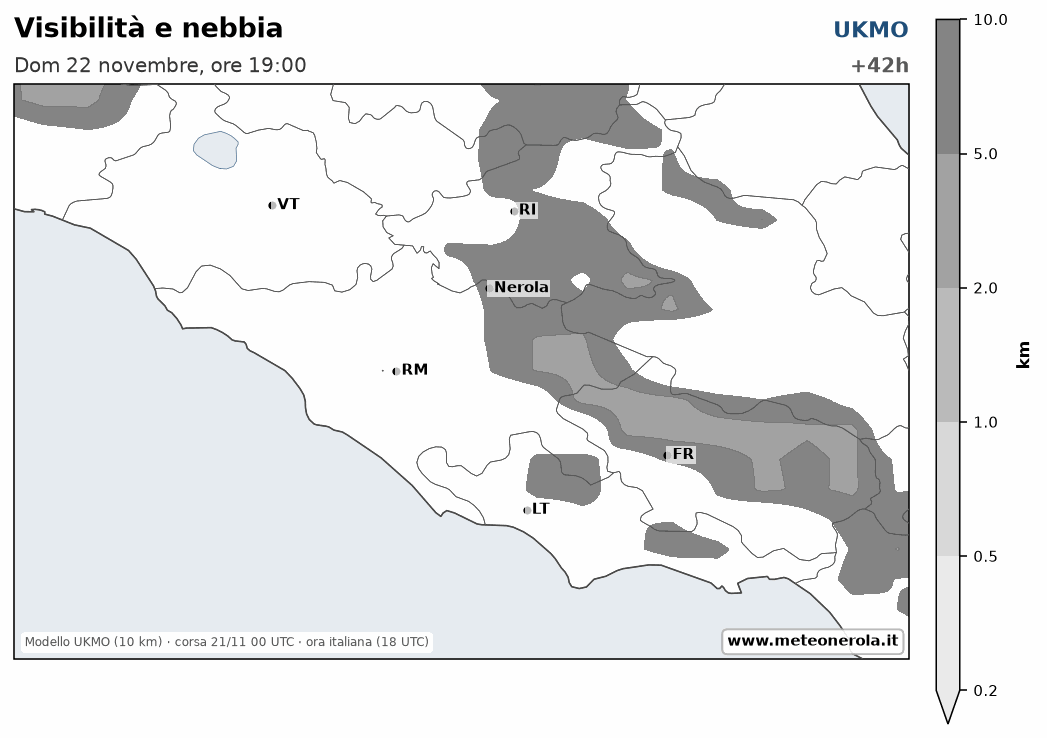 Visibilità e nebbia
UKMO
Dom 22 novembre, ore 19:00
+42h
10.0
5.0
2.0
1.0
0.5
0.2
km
VT
RI
Nerola
RM
FR
LT
Modello UKMO (10 km) · corsa 21/11 00 UTC · ora italiana (18 UTC)
www.meteonerola.it